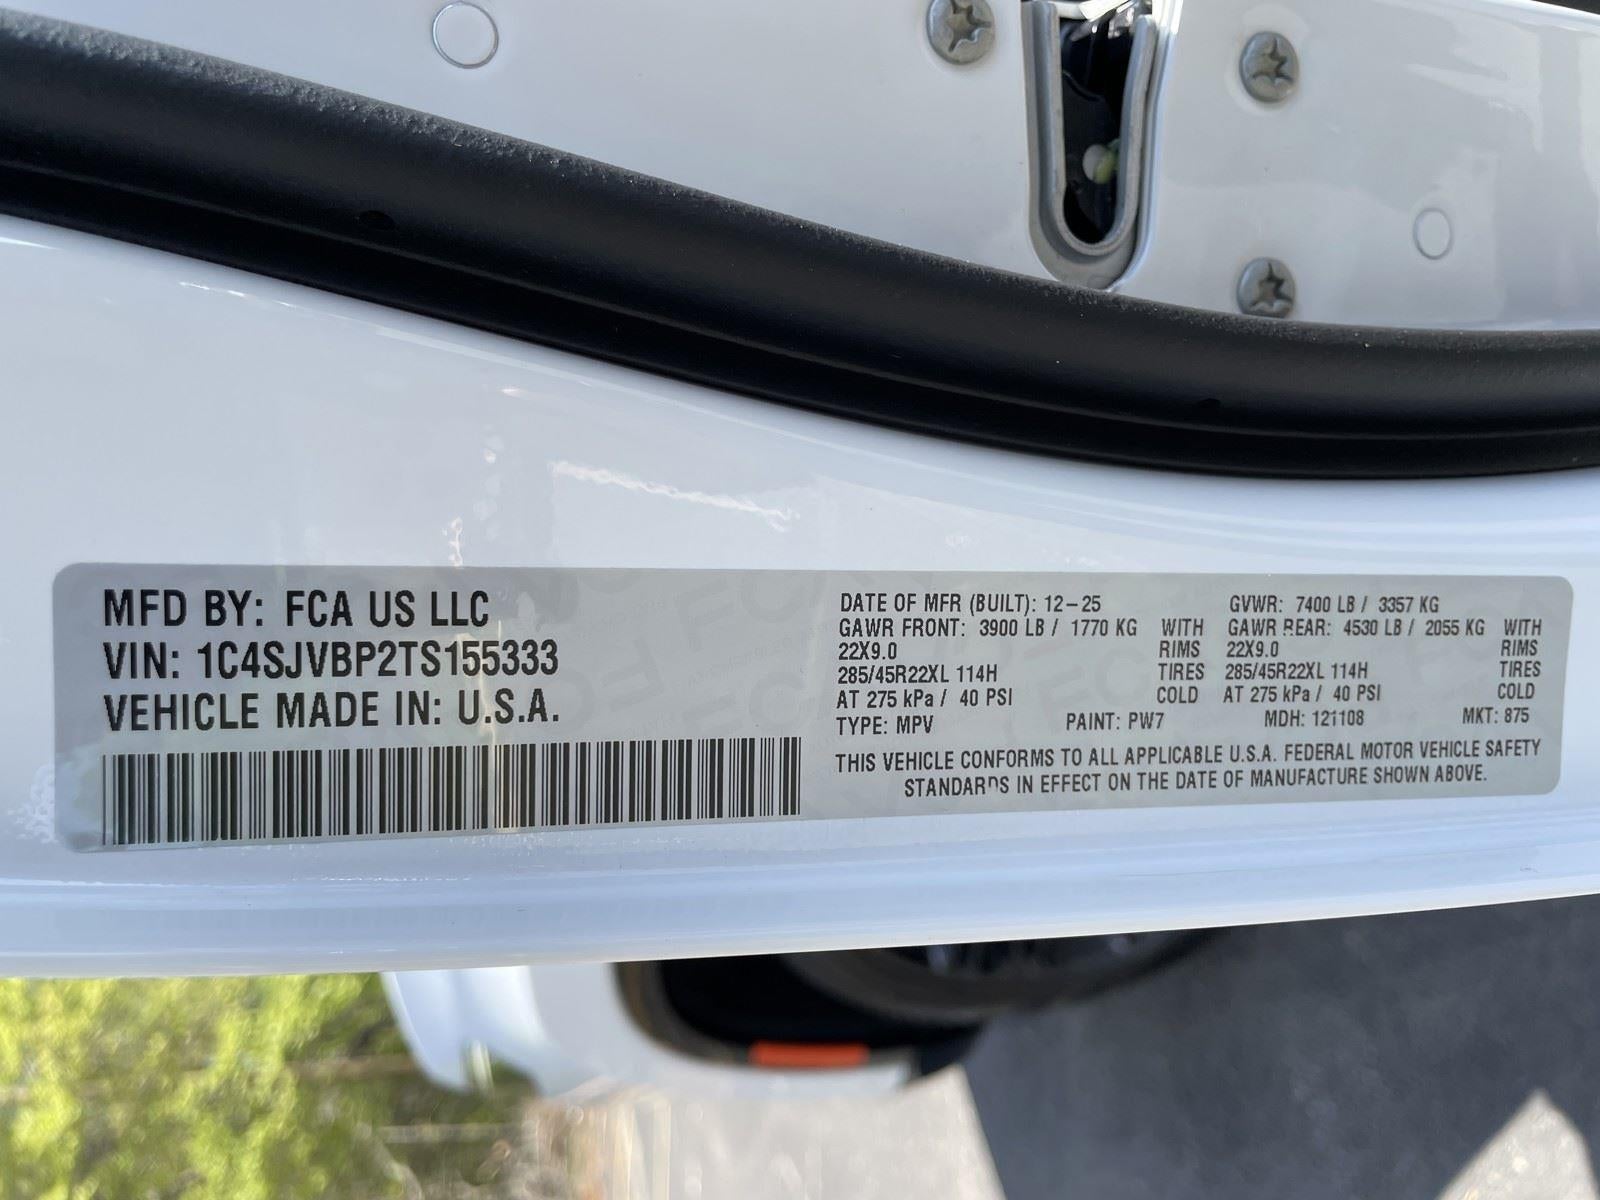 MFD BY: FCA US LLC
VIN: 1C4SJVBP2TS155333
VEHICLE MADE IN: U.S.A.
DATE OF MFR (BUILT): 12-25 GVWR: 7400 LB / 3357 KG
GAWR FRONT: 3900 LB / 1770 KG WITH GAWR REAR: 4530 LB / 2055 KG WITH
22X9.0 RIMS 22X9.0 RIMS
285/45R22XL 114H TIRES 285/45R22XL 114H TIRES
AT 275 kPa / 40 PSI COLD AT 275 kPa / 40 PSI COLD
TYPE: MPV PAINT: PW7 MDH: 121108 MKT: 875
THIS VEHICLE CONFORMS TO ALL APPLICABLE U.S.A. FEDERAL MOTOR VEHICLE SAFETY
STANDARDS IN EFFECT ON THE DATE OF MANUFACTURE SHOWN ABOVE.